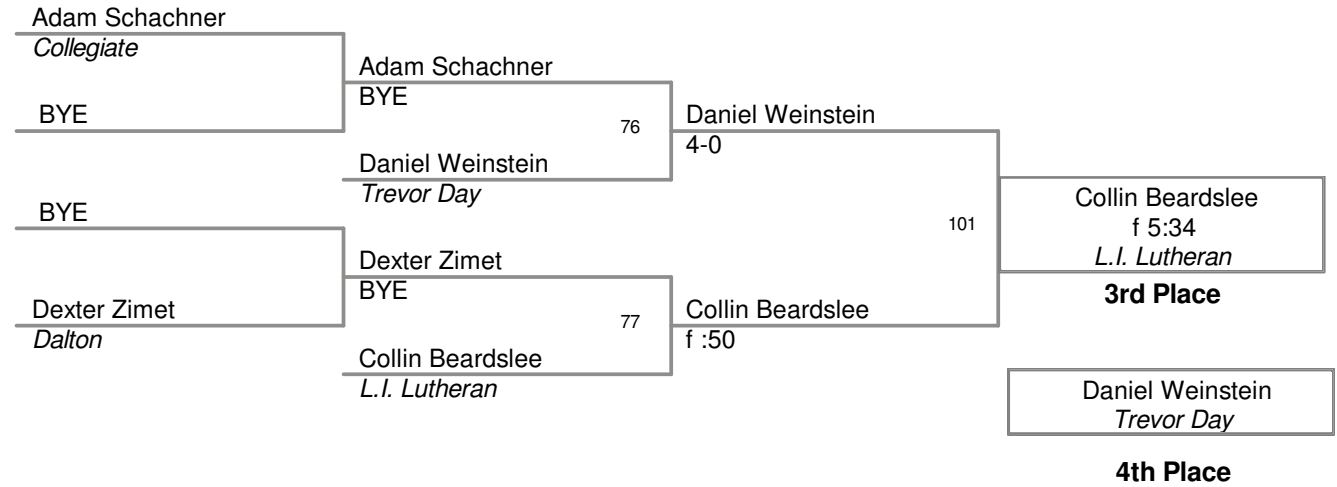 Adam Schachner
Collegiate
BYE
BYE
Dexter Zimet
Dalton
Adam Schachner
BYE
76
Daniel Weinstein
Trevor Day
Dexter Zimet
BYE
77
Collin Beardslee
L.I. Lutheran
Daniel Weinstein
4-0
101
Collin Beardslee
f :50
Collin Beardslee
f 5:34
L.I. Lutheran
3rd Place
Daniel Weinstein
Trevor Day
4th Place